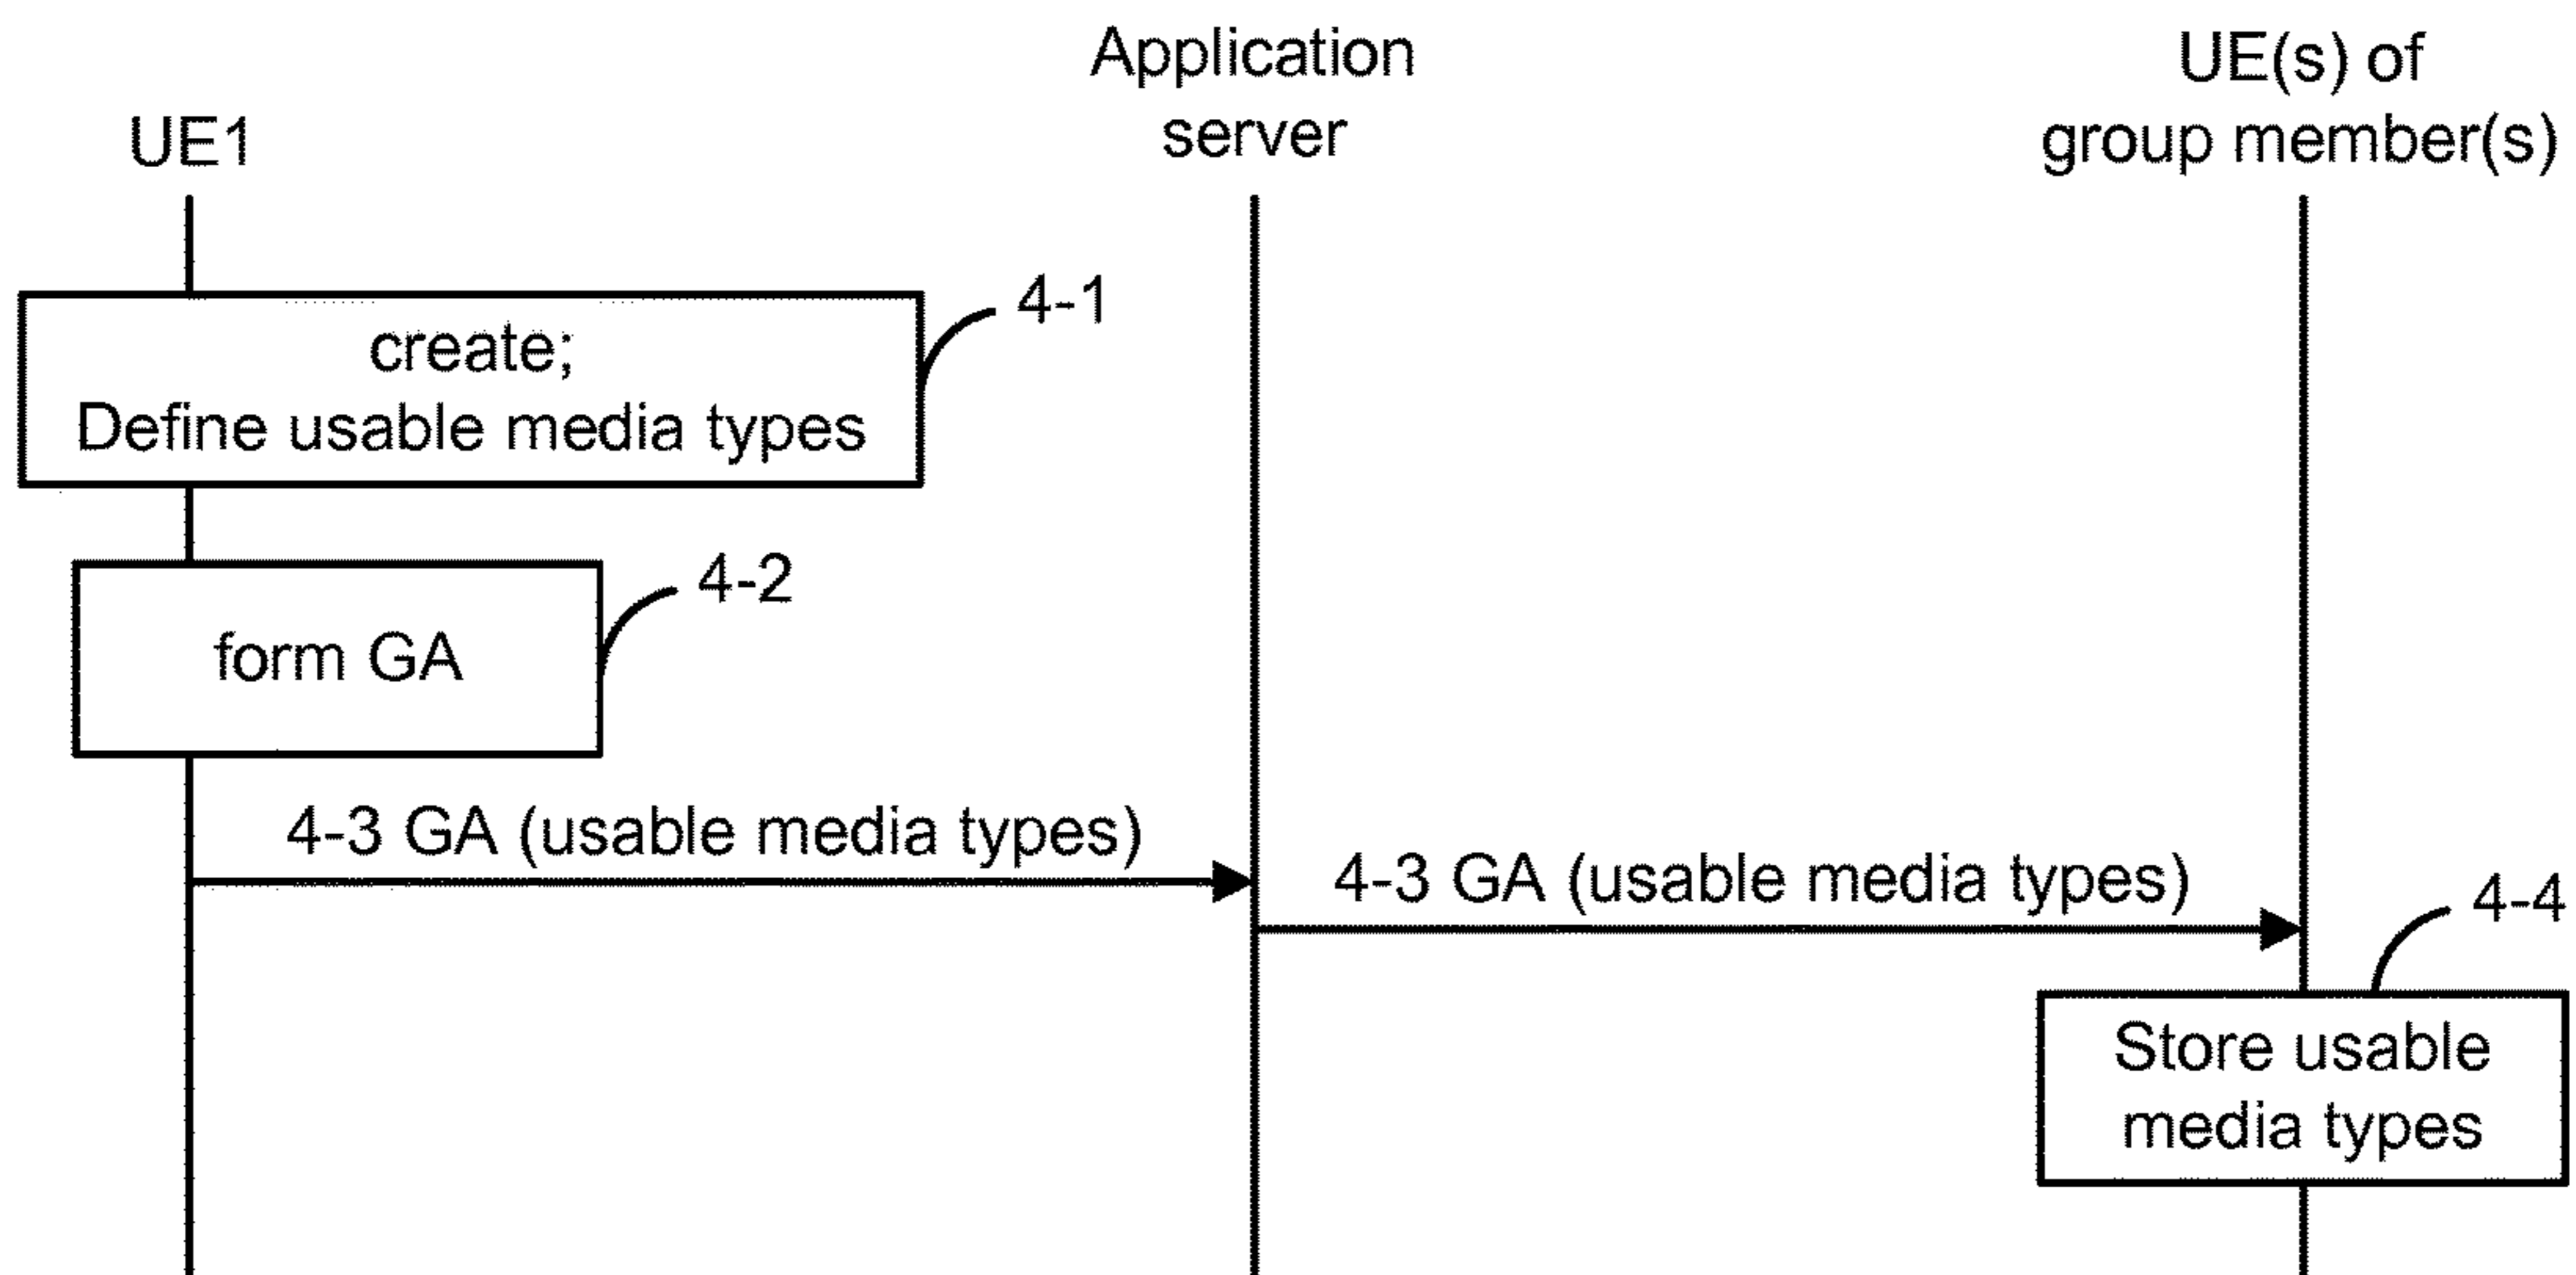 UE1
Application
server
UE(s) of
group member(s)
create;
Define usable media types
4-1
form GA
4-2
4-3 GA (usable media types)
4-3 GA (usable media types)
4-4
Store usable
media types